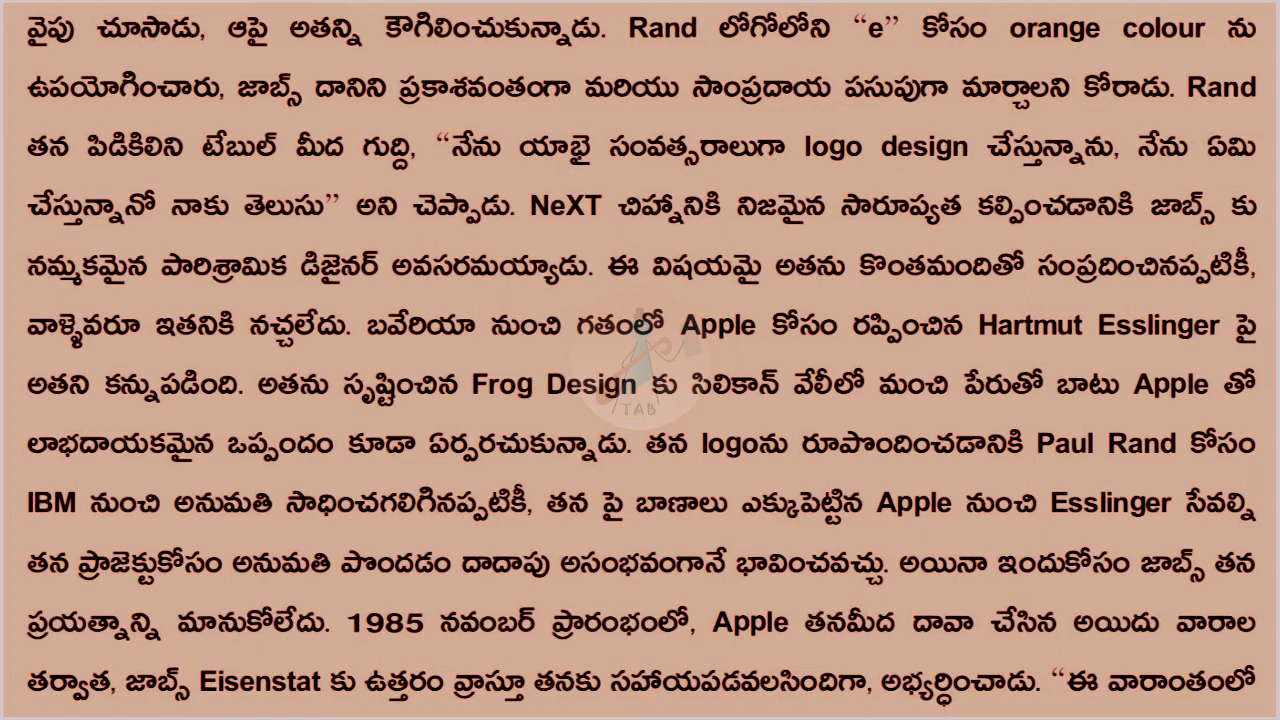 వైపు చూసాడు, ఆపై అతన్ని కౌగిలించుకున్నాడు. Rand లోగోలోని “e” కోసం orange colour ను
ఉపయోగించారు, జాబ్స్ దానిని ప్రకాశవంతంగా మరియు సాంప్రదాయ పసుపుగా మార్చాలని కోరాడు. Rand
తన పిడికిలిని టేబుల్ మీద గుద్ది, “నేను యాభై సంవత్సరాలుగా logo design చేస్తున్నాను, నేను ఏమి
చేస్తున్నానో నాకు తెలుసు” అని చెప్పాడు. NeXT చిహ్నానికి నిజమైన సారూప్యత కల్పించడానికి జాబ్స్ కు
నమ్మకమైన పారిశ్రామిక డిజైనర్ అవసరమయ్యాడు. ఈ విషయమై అతను కొంతమందితో సంప్రదించినప్పటికీ,
వాళ్ళెవరూ ఇతనికి నచ్చలేదు. బవేరియా నుంచి గతంలో Apple కోసం రప్పించిన Hartmut Esslinger పై
అతని కన్నుపడింది. అతను సృష్టించిన Frog Design కు సిలికాన్ వేలీలో మంచి పేరుతో బాటు Apple తో
లాభదాయకమైన ఒప్పందం కూడా ఏర్పరచుకున్నాడు. తన logoను రూపొందించడానికి Paul Rand కోసం
IBM నుంచి అనుమతి సాధించగలిగినప్పటికీ, తన పై బాణాలు ఎక్కుపెట్టిన Apple నుంచి Esslinger సేవల్ని
తన ప్రాజెక్టుకోసం అనుమతి పొందడం దాదాపు అసంభవంగానే భావించవచ్చు. అయినా ఇందుకోసం జాబ్స్ తన
ప్రయత్నాన్ని మానుకోలేదు. 1985 నవంబర్ ప్రారంభంలో, Apple తనమీద దావా చేసిన అయిదు వారాల
తర్వాత, జాబ్స్ Eisenstat కు ఉత్తరం వ్రాస్తూ తనకు సహాయపడవలసిందిగా, అభ్యర్ధించాడు. “ఈ వారాంతంలో
TAB